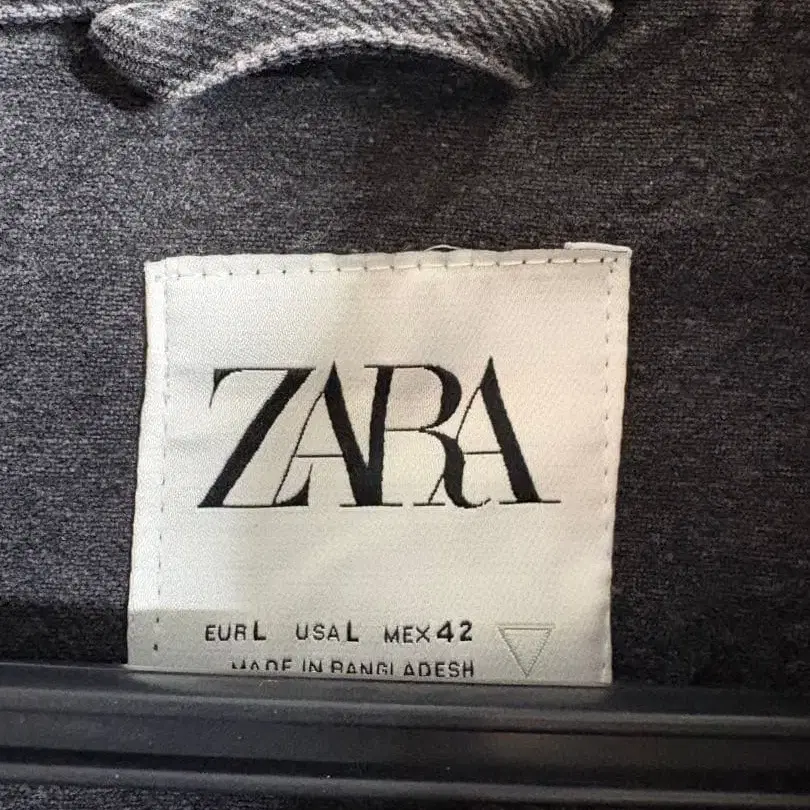 ZARA
EUR L USA L MEX 42
MADE IN BANGLADESH